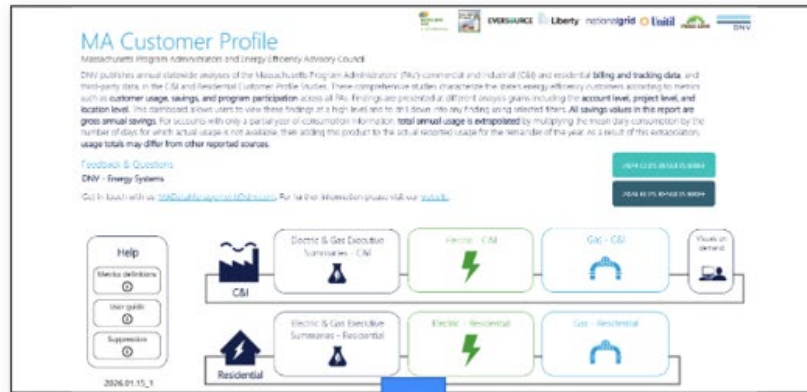 EVERSOURCE
Liberty
nationalgrid
Unitil
DNV
MA Customer Profile
Massachusetts Program Administrators and Energy Efficiency Advisory Council
DNV publishes annual statewide analyses of the Massachusetts Program Administrators' (PAs') commercial and industrial (C&I) and residential billing and tracking data, and
third-party data, in the C&I and Residential Customer Profile Studies. These comprehensive studies characterize the state's energy efficiency customers according to metrics
such as customer usage, savings, and program participation across all PAs. Findings are presented at different analysis grains including the account level, project level, and
location level. This dashboard allows users to view these findings at a high level and to drill down into any finding using selected filters. All savings values in this report are
gross annual savings. For accounts with only a partial year of consumption information, total annual usage is extrapolated by multiplying the mean daily consumption by the
number of days for which actual usage is not available, then adding this product to the actual reported usage for the remainder of the year. As a result of this extrapolation,
usage totals may differ from other reported sources.
Feedback & Questions
DNV - Energy Systems
Get in touch with us: For further information please visit our website.
Help
Metrics definitions
User guide
Suppression
2026.01.15_1
Electric & Gas Executive
Summaries - C&I
Electric - C&I
Gas - C&I
Visuals on
demand
C&I
Electric & Gas Executive
Summaries - Residential
Electric - Residential
Gas - Residential
Residential